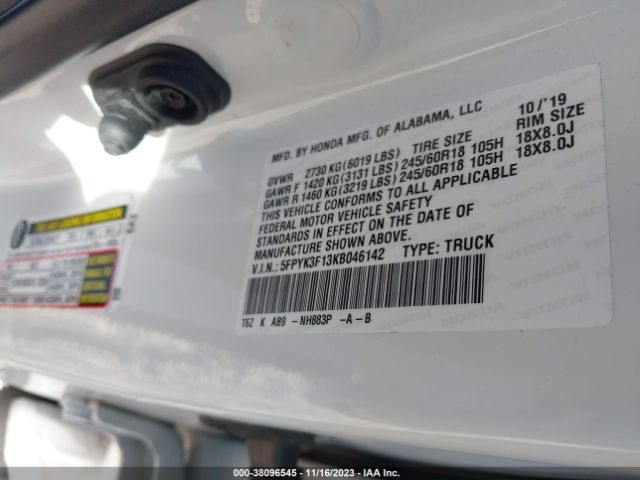 MFD. BY HONDA MFG. OF ALABAMA, LLC 10/'19
GVWR 2730 KG(6019 LBS) TIRE SIZE RIM SIZE
GAWR F 1420 KG(3131 LBS) 245/60R18 105H 18X8.0J
GAWR R 1460 KG(3219 LBS) 245/60R18 105H 18X8.0J
THIS VEHICLE CONFORMS TO ALL APPLICABLE
FEDERAL MOTOR VEHICLE SAFETY
STANDARDS IN EFFECT ON THE DATE OF
MANUFACTURE SHOWN ABOVE.
V.I.N.: 5FPYK3F13KB046142 TYPE: TRUCK
T6Z K AB9 -NH883P -A-B
000-38096545 - 11/16/2023 - IAA Inc.